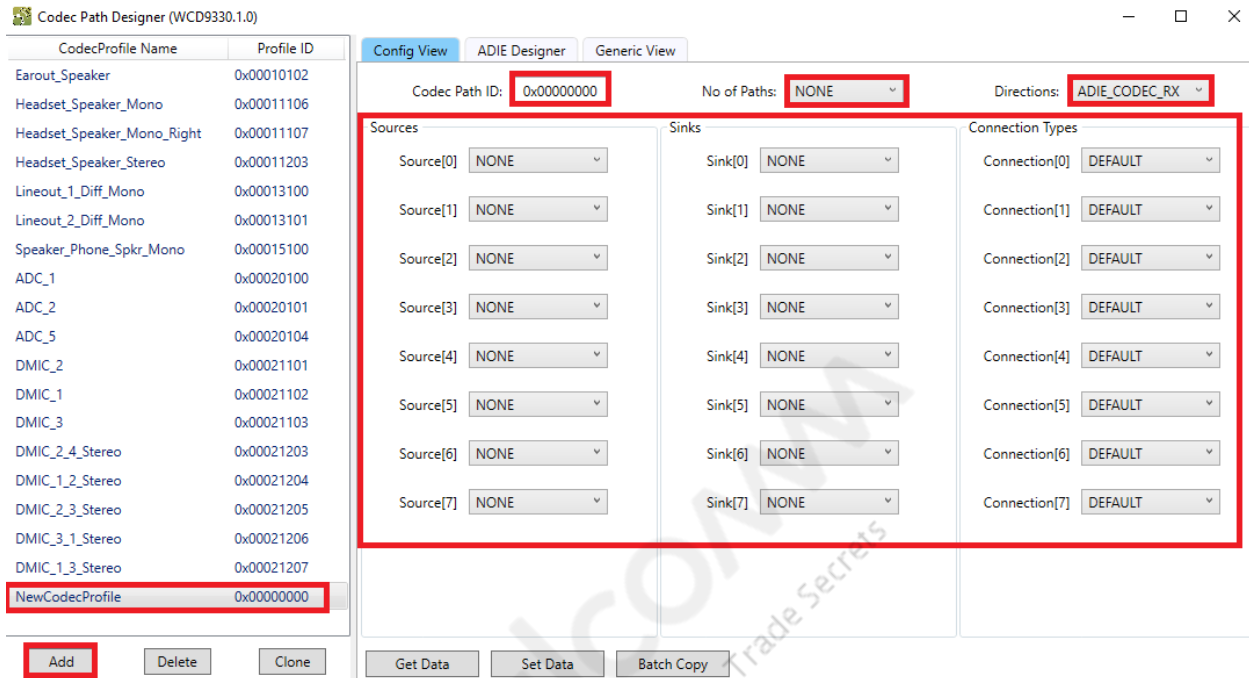 Codec Path Designer (WCD9330.1.0)
CodecProfile Name Profile ID
Earout_Speaker 0x00010102
Headset_Speaker_Mono 0x00011106
Headset_Speaker_Mono_Right 0x00011107
Headset_Speaker_Stereo 0x00011203
Lineout_1_Diff_Mono 0x00013100
Lineout_2_Diff_Mono 0x00013101
Speaker_Phone_Spkr_Mono 0x00015100
ADC_1 0x00020100
ADC_2 0x00020101
ADC_5 0x00020104
DMIC_2 0x00021101
DMIC_1 0x00021102
DMIC_3 0x00021103
DMIC_2_4_Stereo 0x00021203
DMIC_1_2_Stereo 0x00021204
DMIC_2_3_Stereo 0x00021205
DMIC_3_1_Stereo 0x00021206
DMIC_1_3_Stereo 0x00021207
NewCodecProfile 0x00000000
Add Delete Clone
Config View ADIE Designer Generic View
Codec Path ID: 0x00000000 No of Paths: NONE Directions: ADIE_CODEC_RX
Sources Sinks Connection Types
Source[0] NONE Sink[0] NONE Connection[0] DEFAULT
Source[1] NONE Sink[1] NONE Connection[1] DEFAULT
Source[2] NONE Sink[2] NONE Connection[2] DEFAULT
Source[3] NONE Sink[3] NONE Connection[3] DEFAULT
Source[4] NONE Sink[4] NONE Connection[4] DEFAULT
Source[5] NONE Sink[5] NONE Connection[5] DEFAULT
Source[6] NONE Sink[6] NONE Connection[6] DEFAULT
Source[7] NONE Sink[7] NONE Connection[7] DEFAULT
Trade Secrets
Get Data Set Data Batch Copy